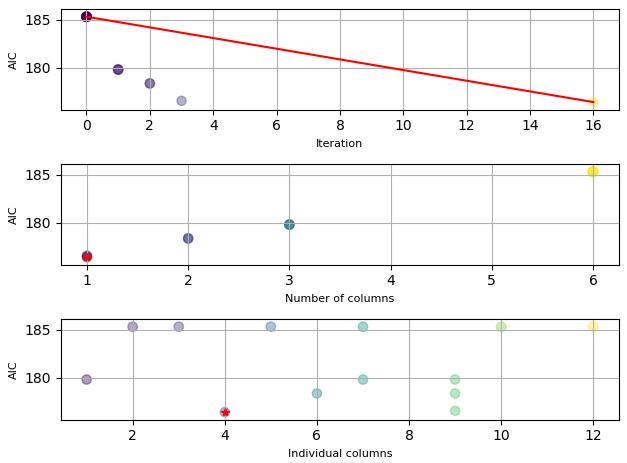 185
180
AIC
0 2 4 6 8 10 12 14 16
Iteration
185
180
AIC
1 2 3 4 5 6
Number of columns
185
180
AIC
2 4 6 8 10 12
Individual columns